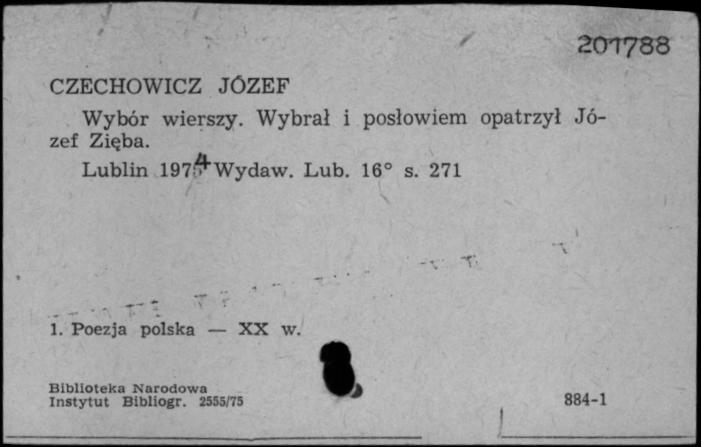 201788
CZECHOWICZ JÓZEF
Wybór wierszy. Wybrał i posłowiem opatrzył Jó-
zef Zięba.
Lublin 1974 Wydaw. Lub. 16° s. 271
1. Poezja polska — XX w.
Biblioteka Narodowa
Instytut Bibliogr. 2555/75
884-1